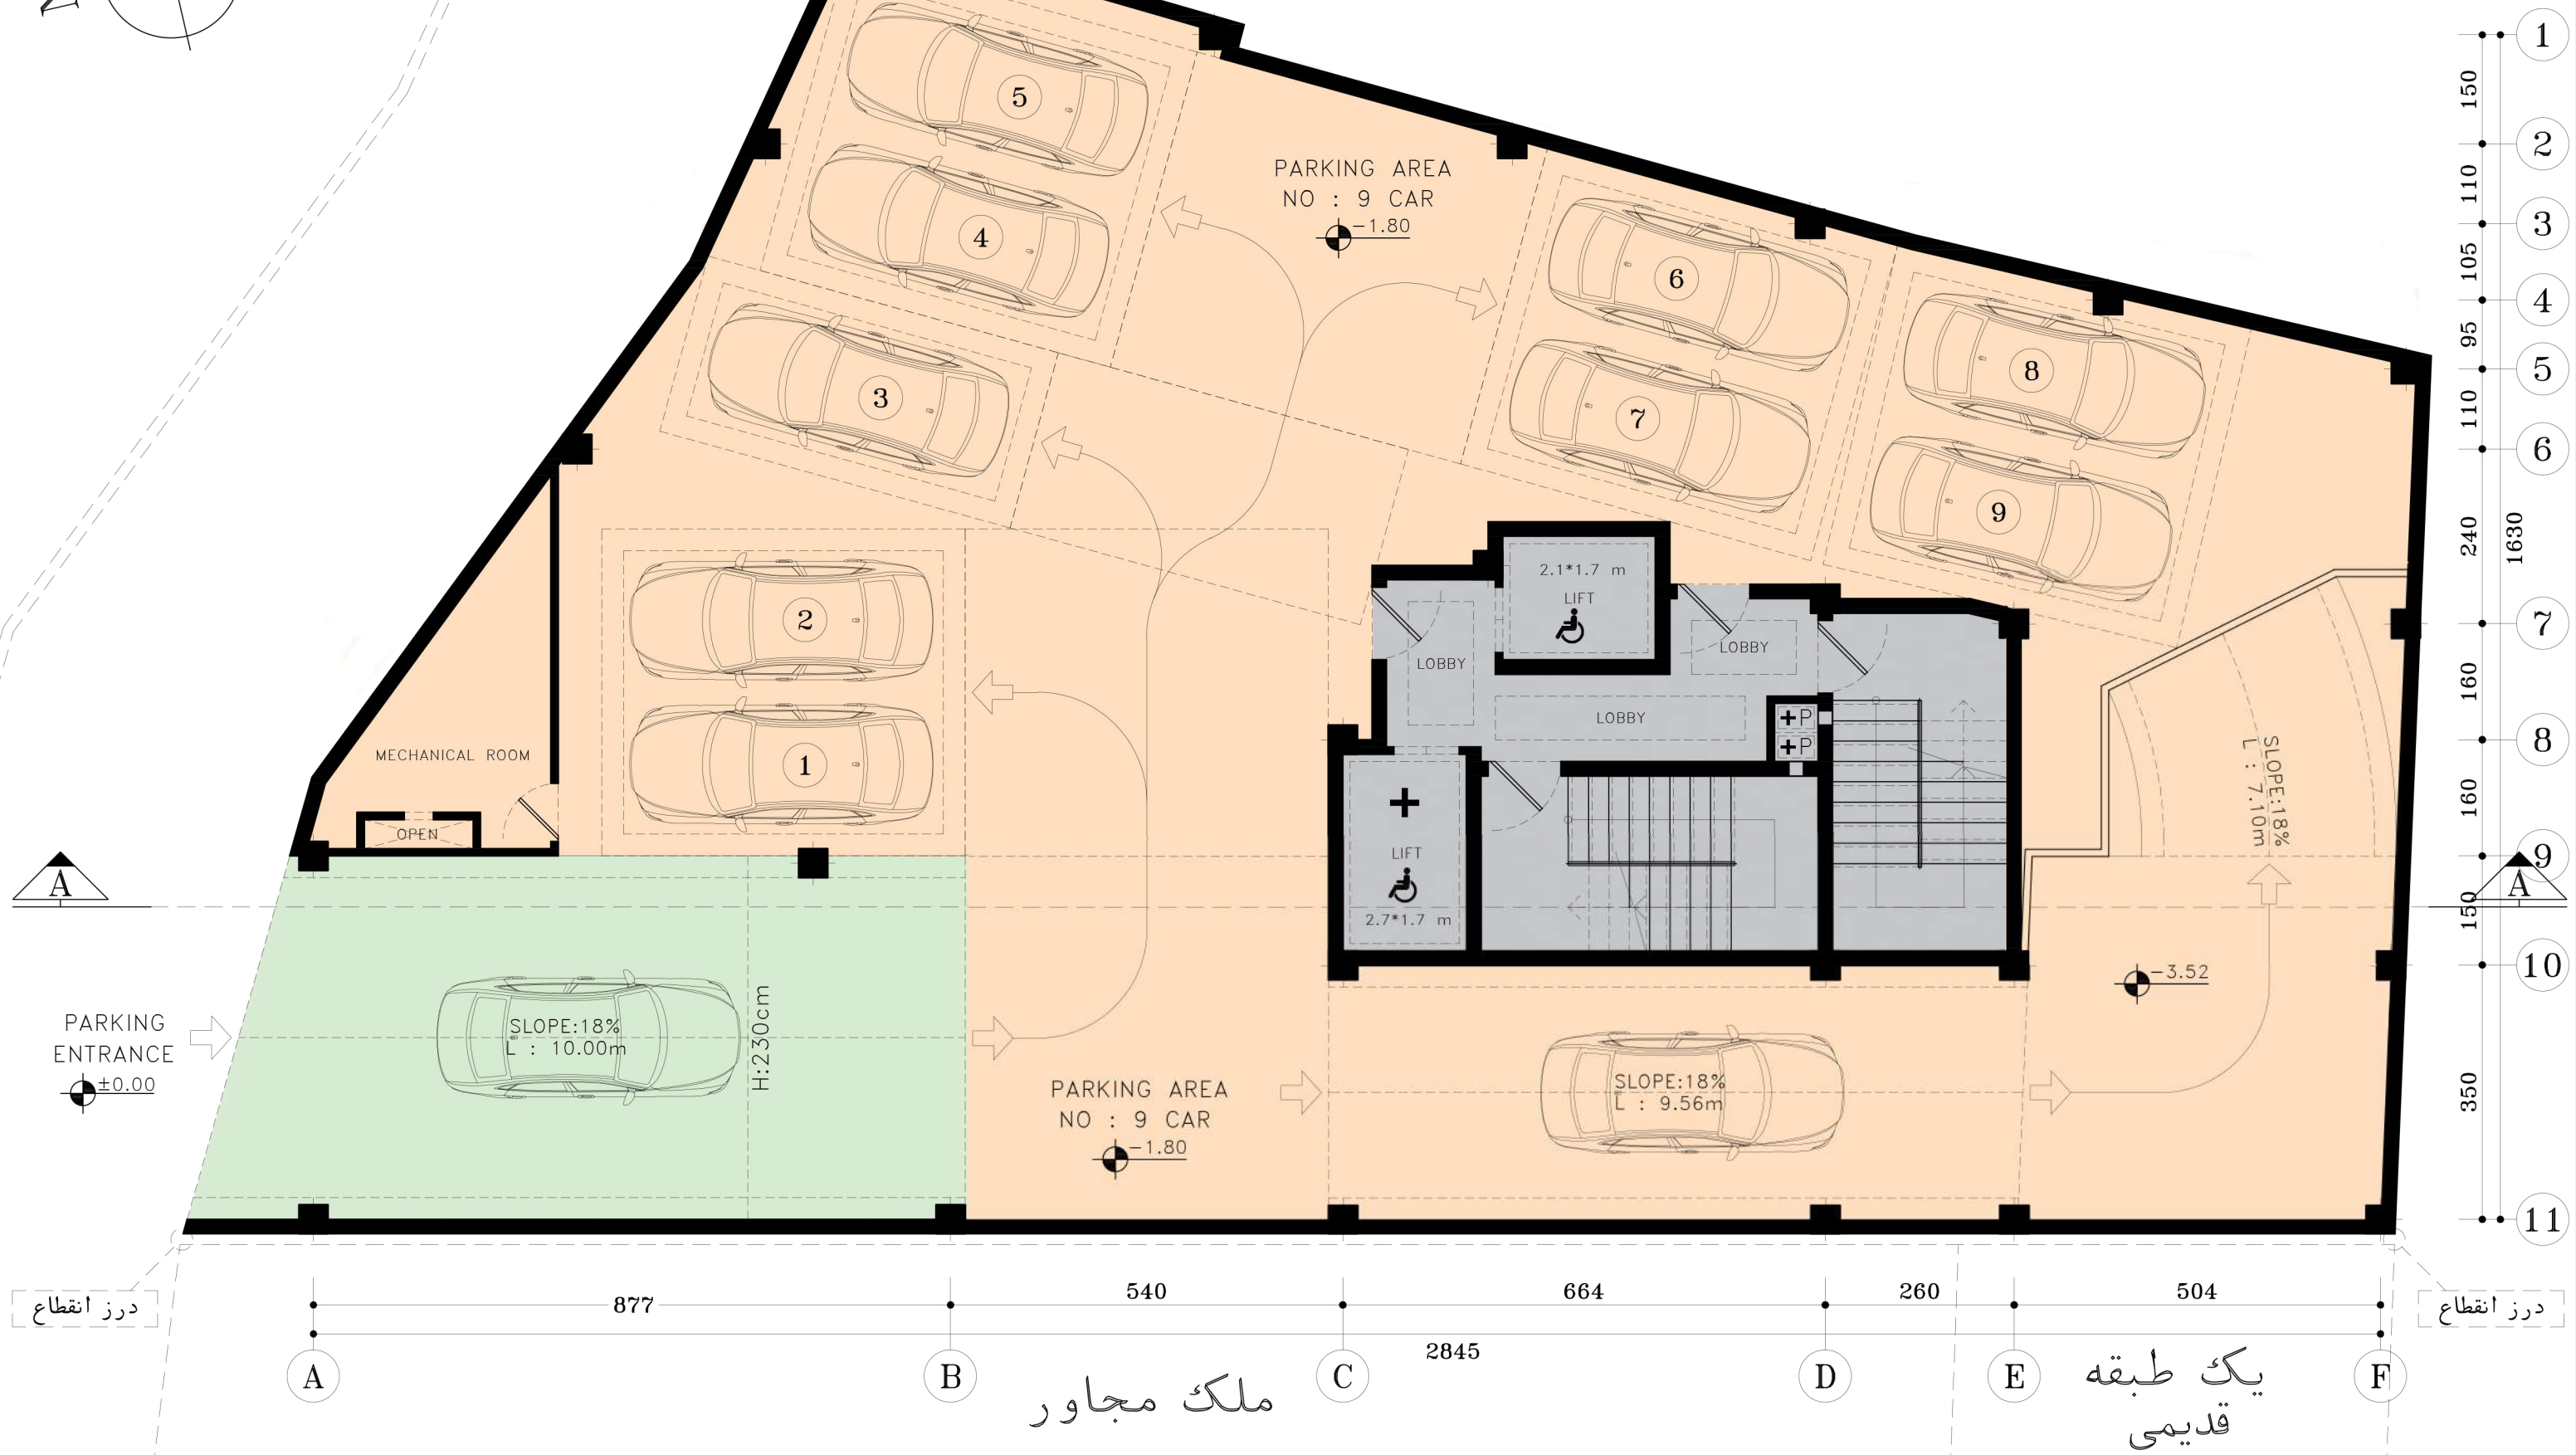 1
150
2
110
3
105
4
95
5
110
6
240
1630
7
160
8
160
9
150
10
350
11
5
4
3
PARKING AREA
NO : 9 CAR
-1.80
6
7
8
9
2
1
MECHANICAL ROOM
OPEN
2.1*1.7 m
LIFT
LOBBY
LOBBY
LOBBY
+P
+P
LIFT
2.7*1.7 m
SLOPE:18%
L : 7.10m
A
A
-3.52
PARKING
ENTRANCE
±0.00
SLOPE:18%
L : 10.00m
H:230cm
PARKING AREA
NO : 9 CAR
-1.80
SLOPE:18%
L : 9.56m
درز انقطاع
درز انقطاع
877
540
664
260
504
2845
A
B
C
D
E
F
ملک مجاور
یک طبقه
قدیمی